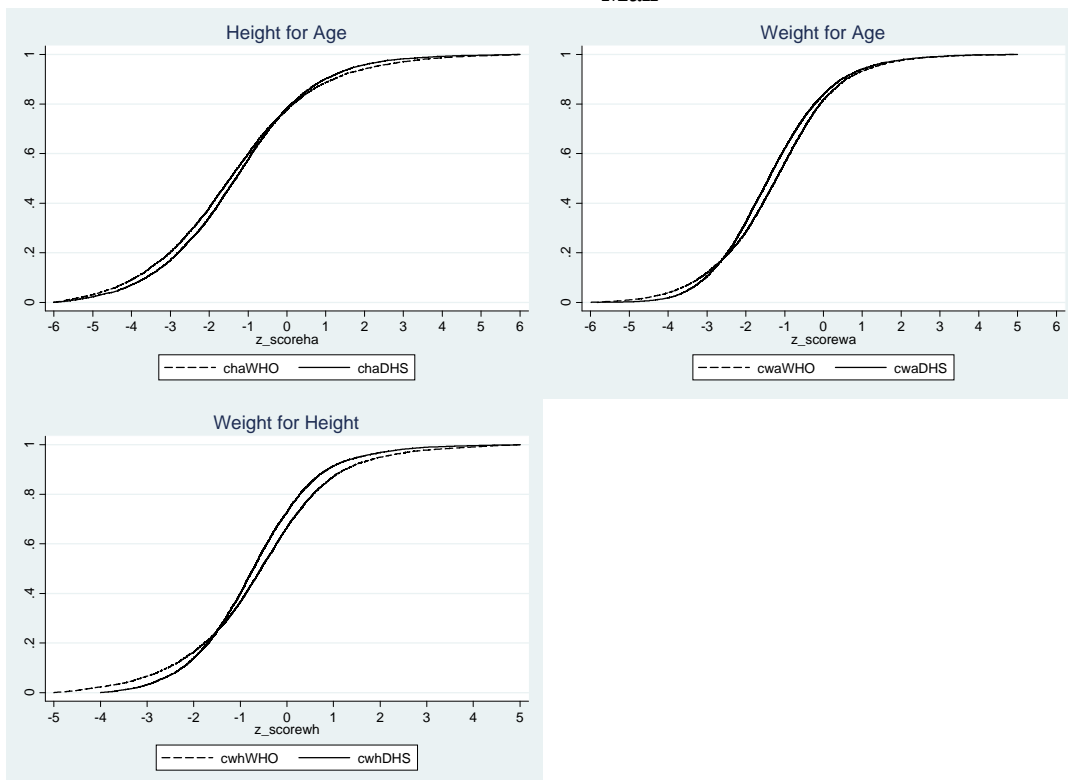 Height for Age
1
.8
.6
.4
.2
0
-6 -5 -4 -3 -2 -1 0 1 2 3 4 5 6
z_scoreha
chaWHO chaDHS
Weight for Age
1
.8
.6
.4
.2
0
-6 -5 -4 -3 -2 -1 0 1 2 3 4 5 6
z_scorewa
cwaWHO cwaDHS
Weight for Height
1
.8
.6
.4
.2
0
-5 -4 -3 -2 -1 0 1 2 3 4 5
z_scorewh
cwhWHO cwhDHS